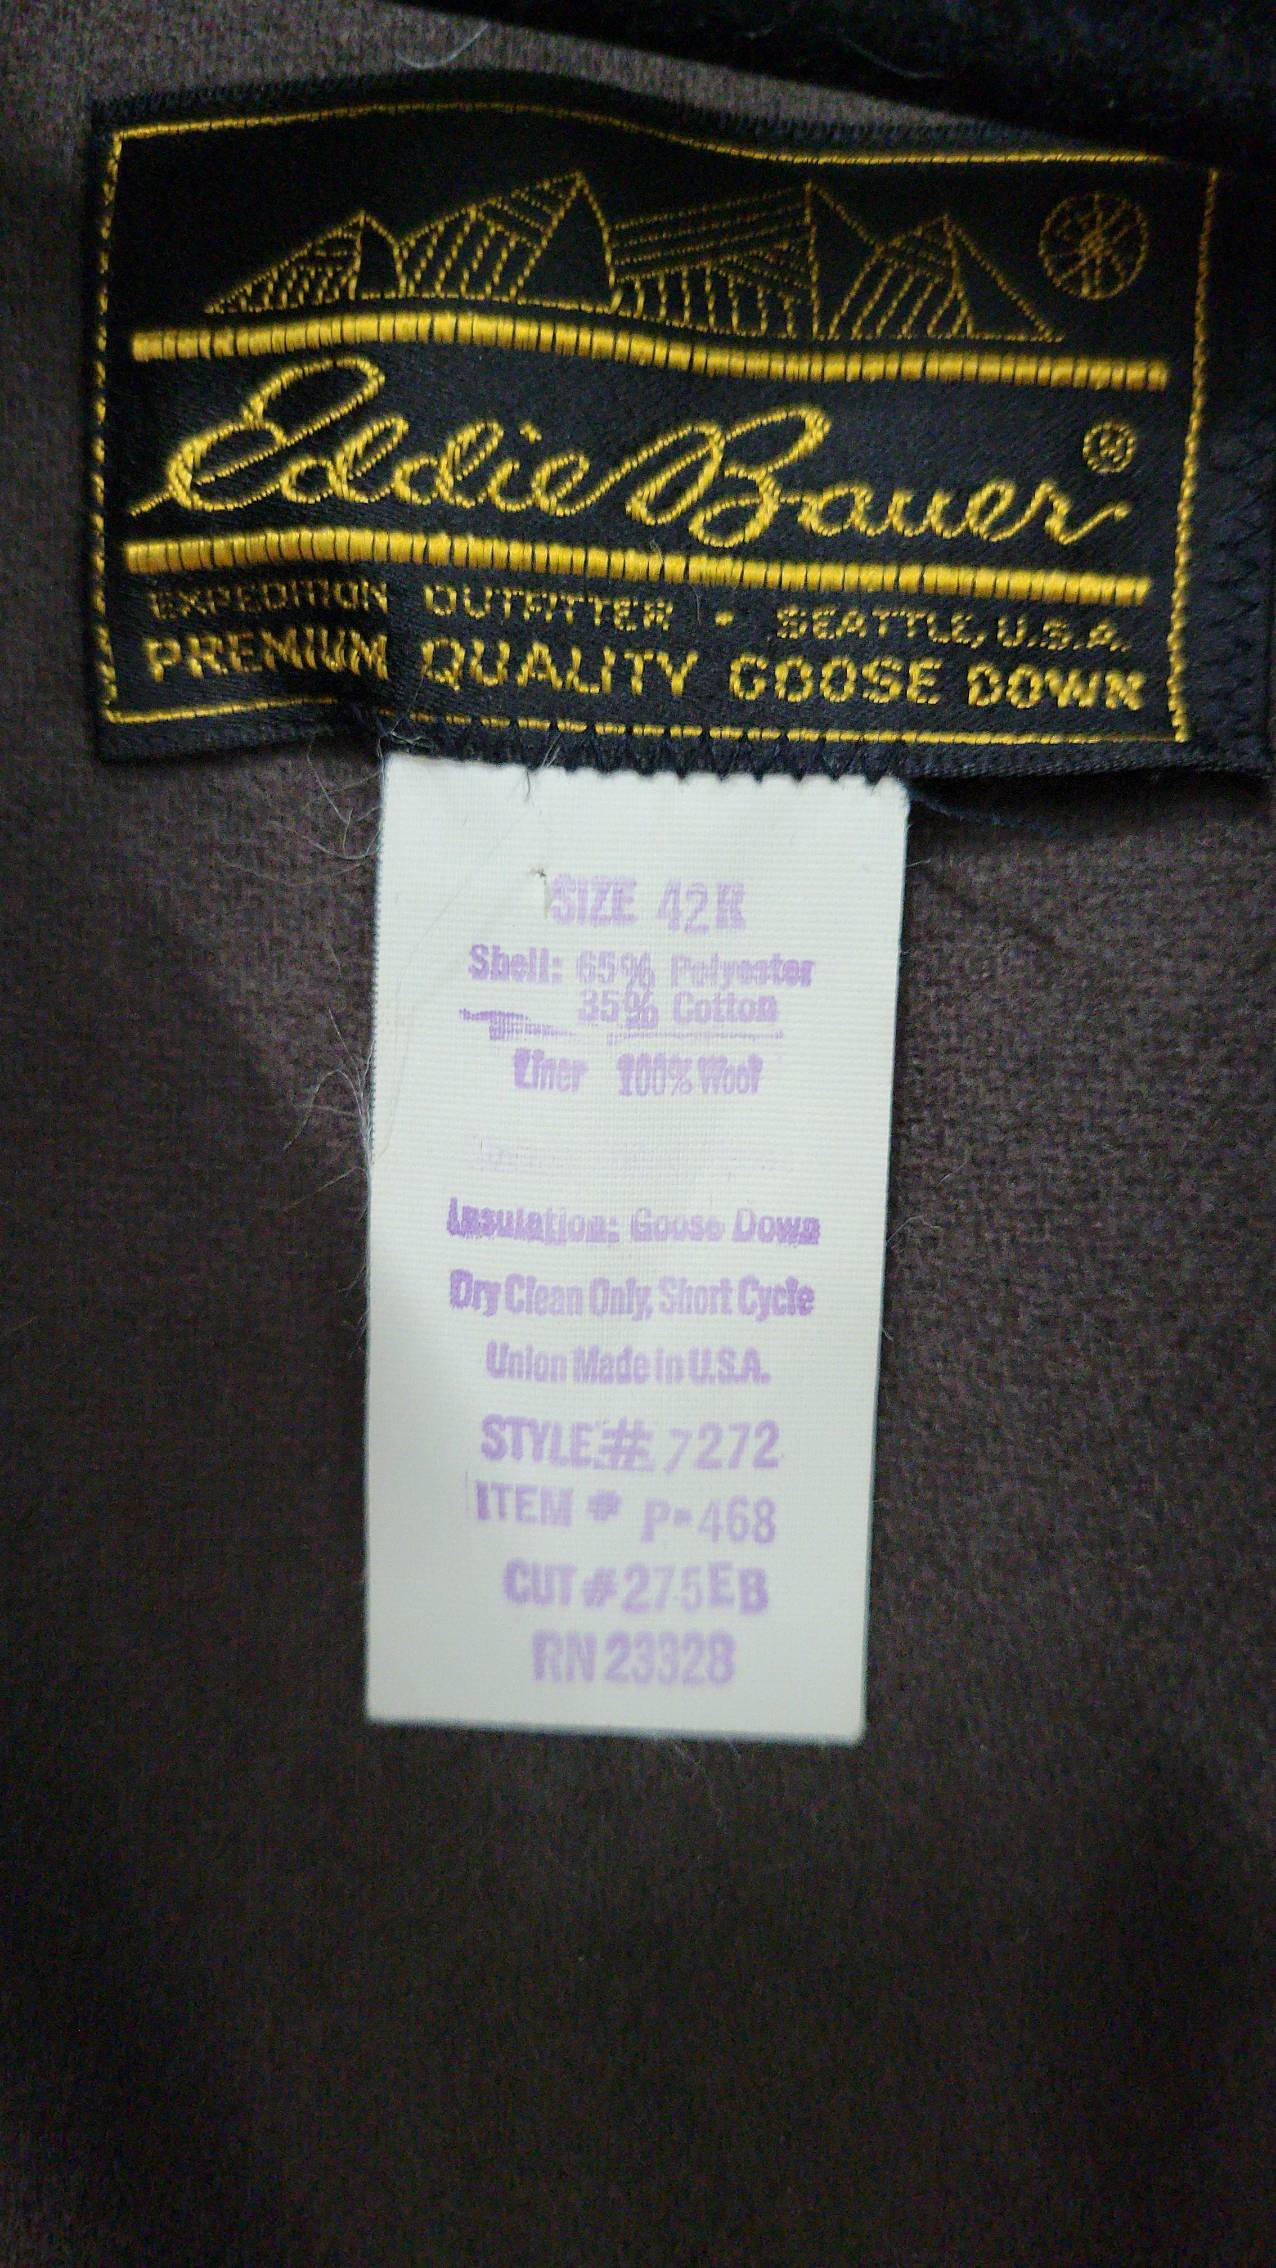 Eddie Bauer ®
EXPEDITION OUTFITTER • SEATTLE, U.S.A.
PREMIUM QUALITY GOOSE DOWN
SIZE 42R
Shell: 65% Polyester
35% Cotton
Liner 100% Wool
Insulation: Goose Down
Dry Clean Only, Short Cycle
Union Made in U.S.A.
STYLE# 7272
ITEM # P-468
CUT # 275EB
RN 23328